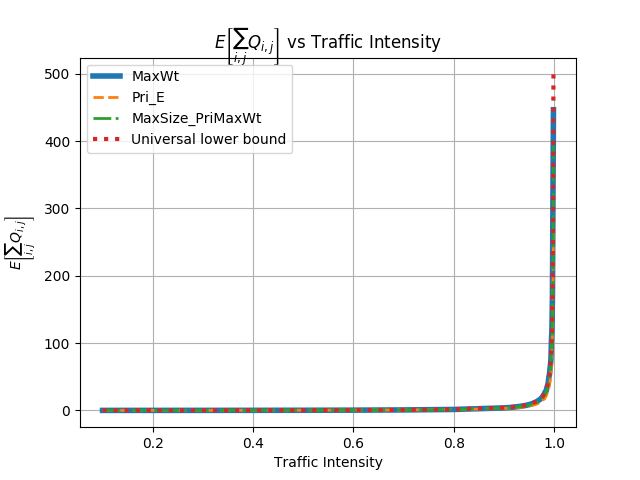 E[∑_{i,j} Q_{i,j}] vs Traffic Intensity
MaxWt
Pri_E
MaxSize_PriMaxWt
Universal lower bound
E[∑_{i,j} Q_{i,j}]
500
400
300
200
100
0
0.2 0.4 0.6 0.8 1.0
Traffic Intensity